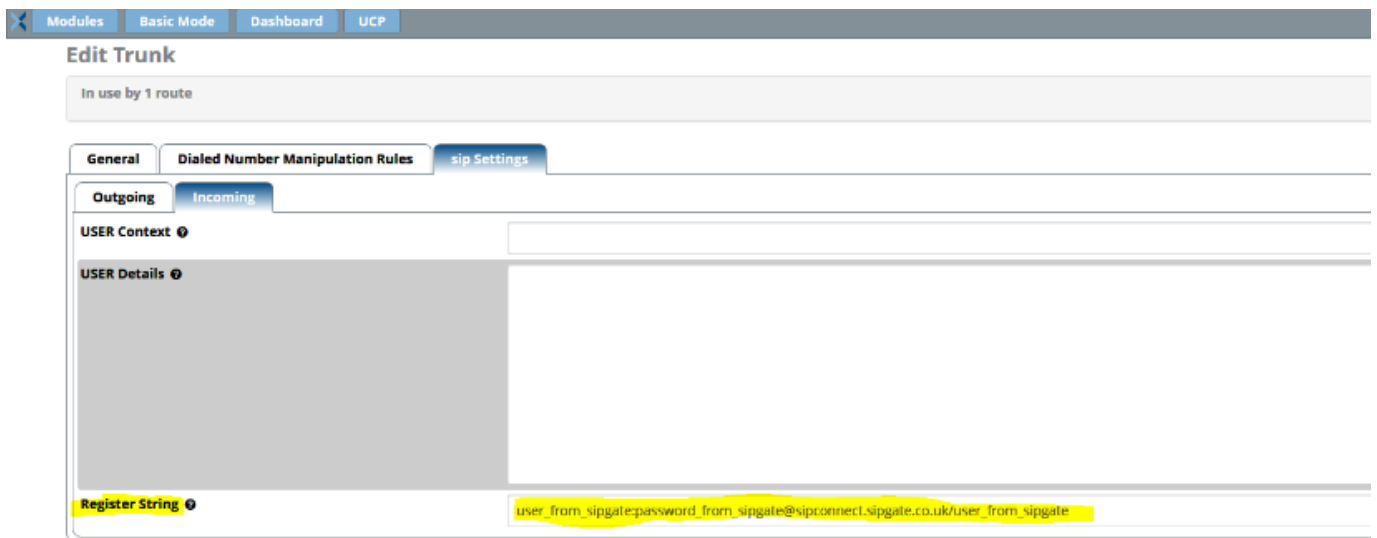 Modules Basic Mode Dashboard UCP
Edit Trunk
In use by 1 route
General Dialed Number Manipulation Rules sip Settings
Outgoing Incoming
USER Context
USER Details
Register String user_from_sipgate:password_from_sipgate@sipconnect.sipgate.co.uk/user_from_sipgate